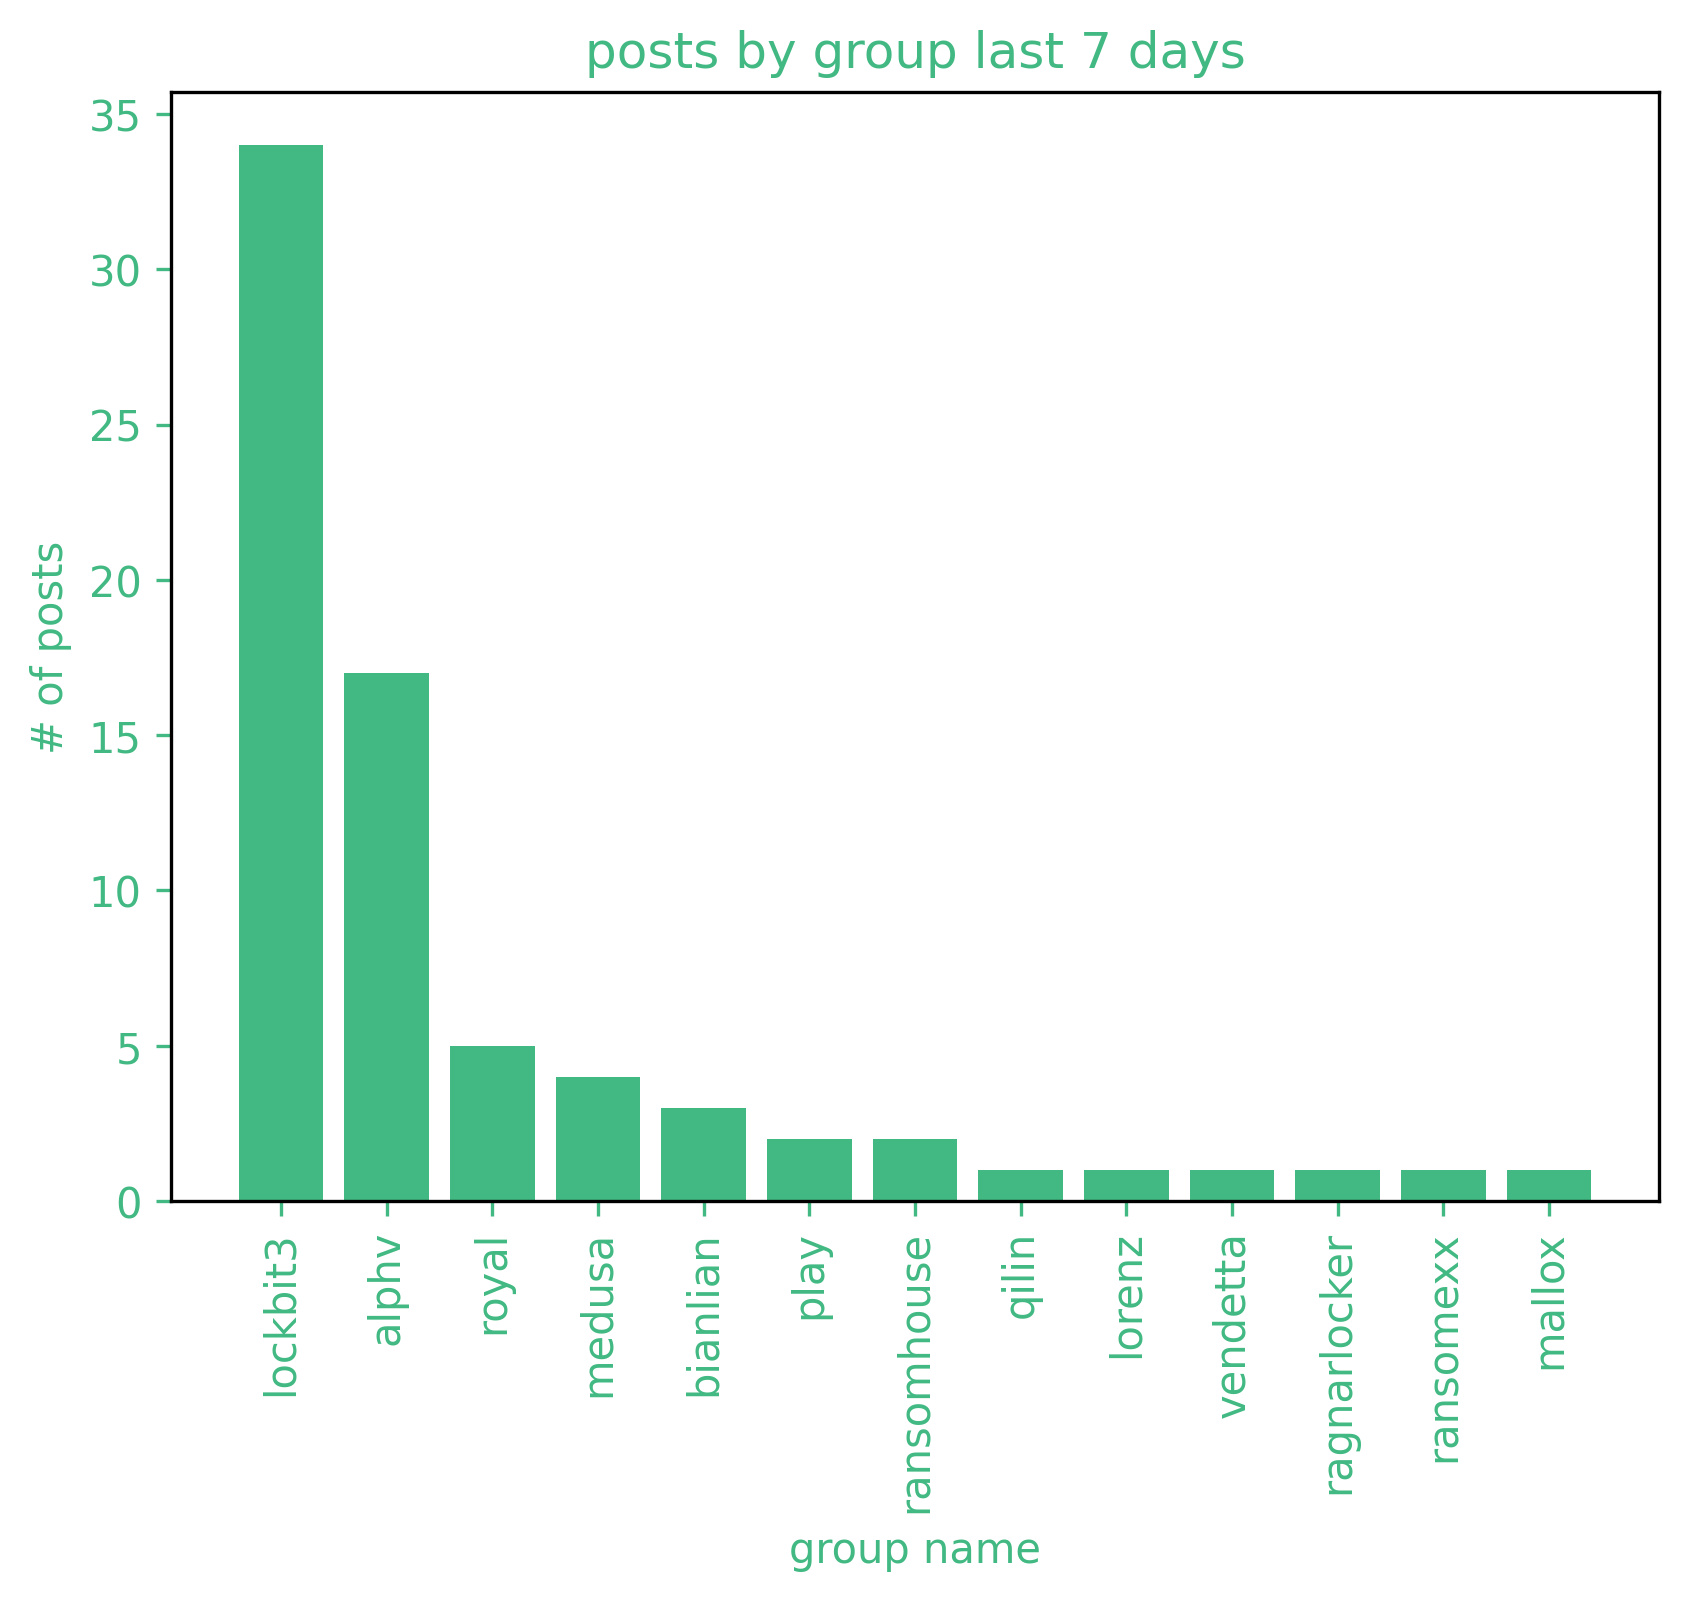 posts by group last 7 days
# of posts
35
30
25
20
15
10
5
0
lockbit3
alphv
royal
medusa
bianlian
play
ransomhouse
qilin
lorenz
vendetta
ragnarlocker
ransomexx
mallox
group name